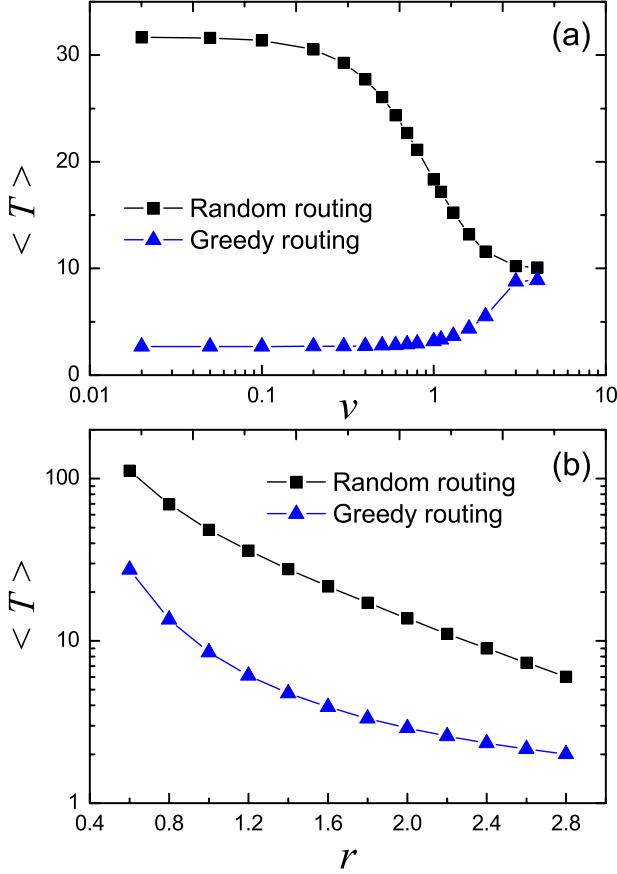 (a)
30
20
10
0
< T >
Random routing
Greedy routing
0.01 0.1 1 10
v
(b)
100
10
1
< T >
Random routing
Greedy routing
0.4 0.8 1.2 1.6 2.0 2.4 2.8
r